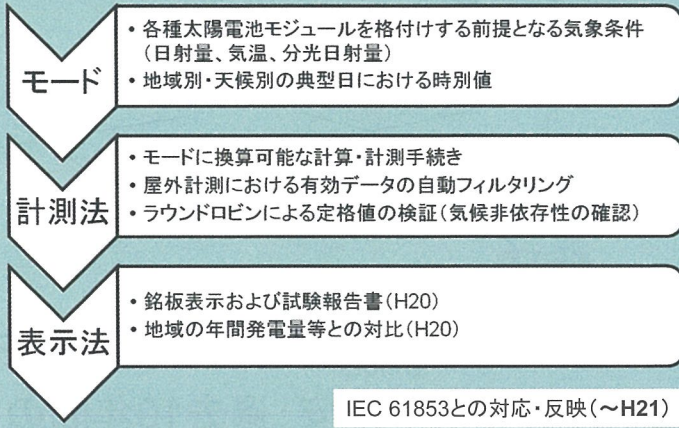 モード
・各種太陽電池モジュールを格付けする前提となる気象条件
(日射量、気温、分光日射量)
・地域別・天候別の典型日における時別値
計測法
・モードに換算可能な計算・計測手続き
・屋外計測における有効データの自動フィルタリング
・ラウンドロビンによる定格値の検証(気候非依存性の確認)
表示法
・銘板表示および試験報告書(H20)
・地域の年間発電量等との対比(H20)
IEC 61853との対応・反映(~H21)